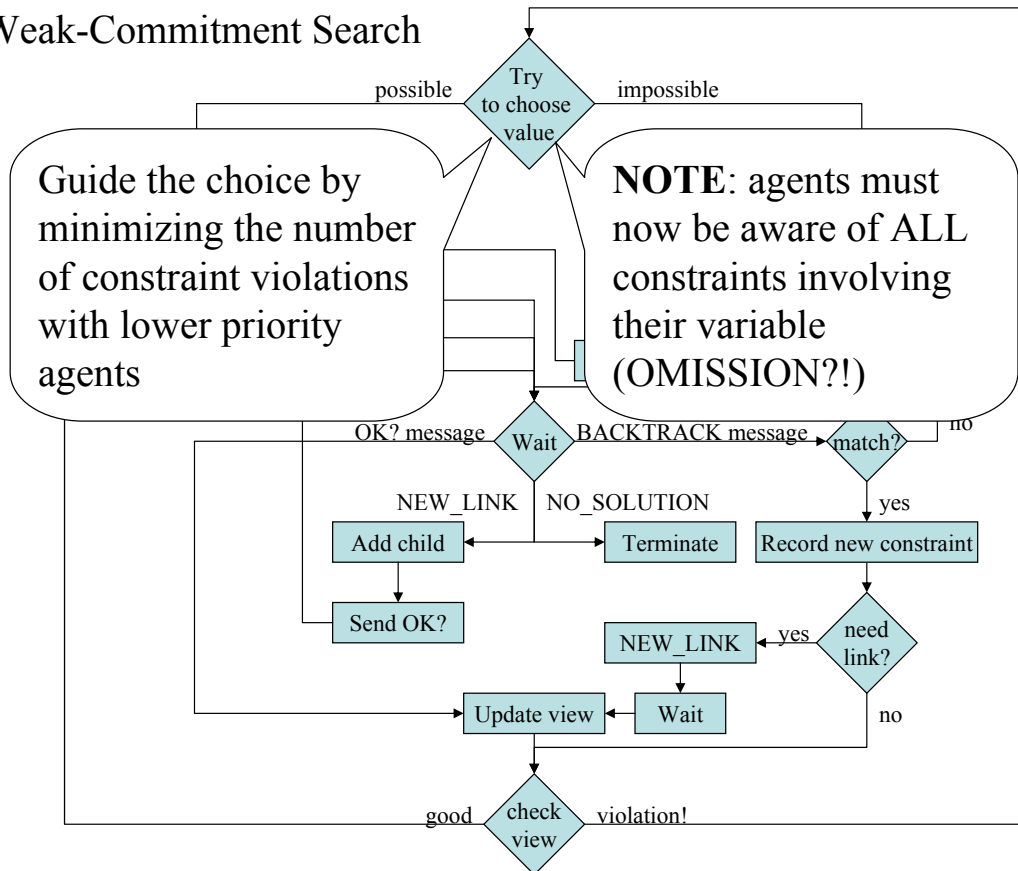 Weak-Commitment Search
Try
to choose
value
possible
impossible
Guide the choice by
minimizing the number
of constraint violations
with lower priority
agents
NOTE: agents must
now be aware of ALL
constraints involving
their variable
(OMISSION?!)
OK? message
Wait
BACKTRACK message
match?
no
NEW_LINK
NO_SOLUTION
yes
Add child
Terminate
Record new constraint
Send OK?
NEW_LINK
yes
need
link?
Update view
Wait
no
good
check
view
violation!